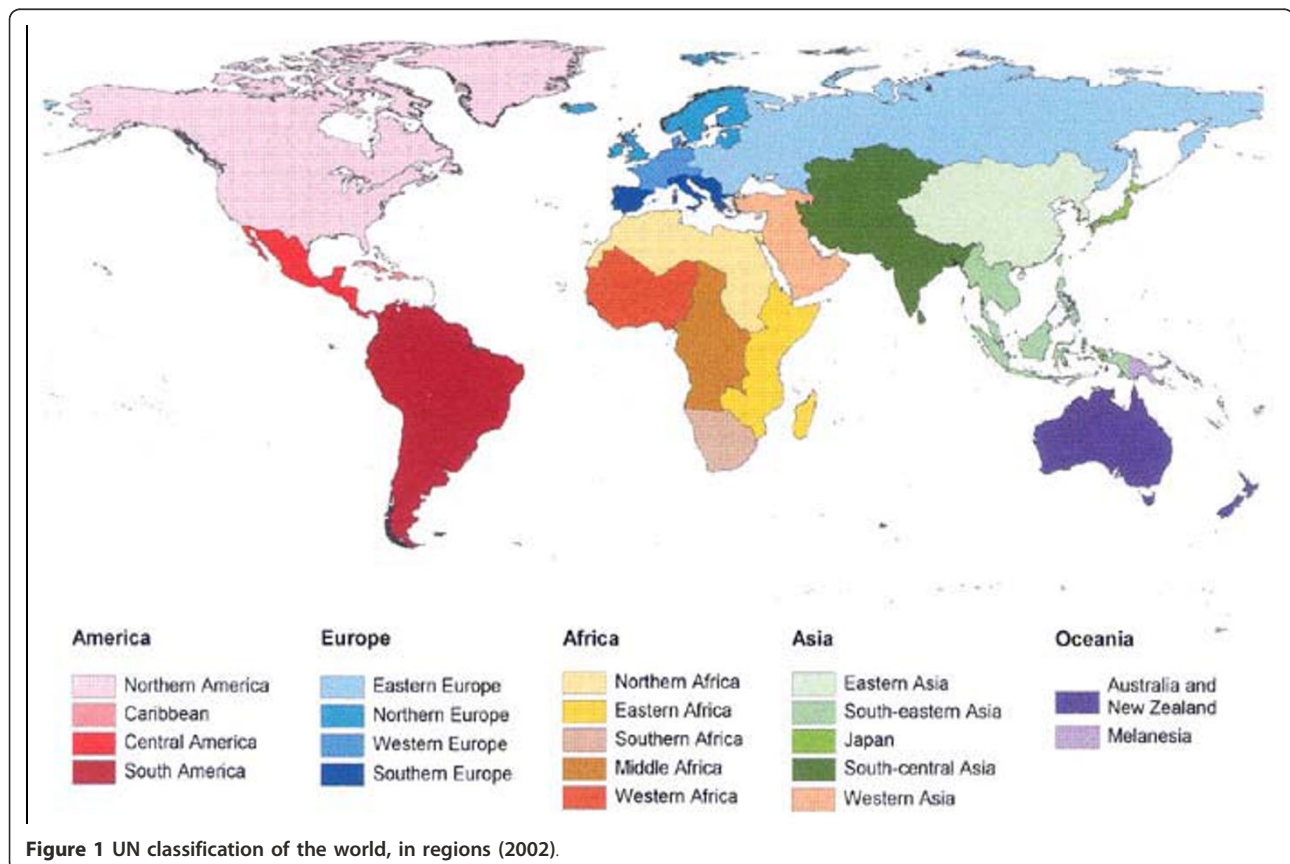 America
Northern America
Caribbean
Central America
South America
Europe
Eastern Europe
Northern Europe
Western Europe
Southern Europe
Africa
Northern Africa
Eastern Africa
Southern Africa
Middle Africa
Western Africa
Asia
Eastern Asia
South-eastern Asia
Japan
South-central Asia
Western Asia
Oceania
Australia and
New Zealand
Melanesia
Figure 1 UN classification of the world, in regions (2002).